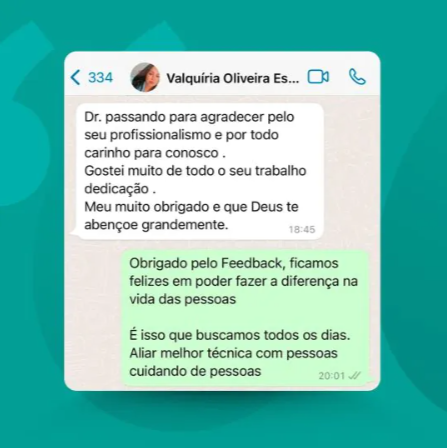 334
Valquíria Oliveira Es...
Dr. passando para agradecer pelo
seu profissionalismo e por todo
carinho para conosco .
Gostei muito de todo o seu trabalho
dedicação .
Meu muito obrigado e que Deus te
abençoe grandemente.
18:45
Obrigado pelo Feedback, ficamos
felizes em poder fazer a diferença na
vida das pessoas
É isso que buscamos todos os dias.
Aliar melhor técnica com pessoas
cuidando de pessoas
20:01